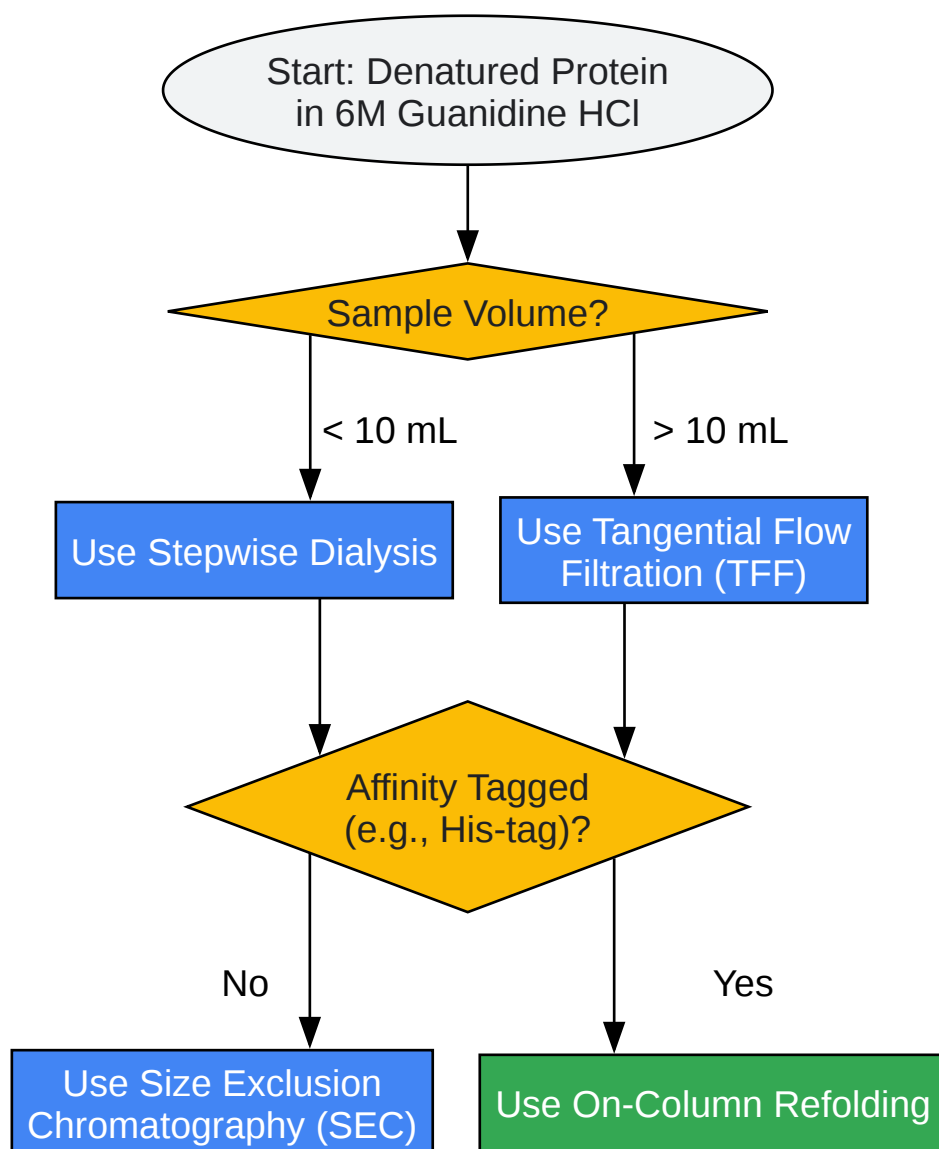 Start: Denatured Protein
in 6M Guanidine HCl
Sample Volume?
< 10 mL
> 10 mL
Use Stepwise Dialysis
Use Tangential Flow
Filtration (TFF)
Affinity Tagged
(e.g., His-tag)?
No
Yes
Use Size Exclusion
Chromatography (SEC)
Use On-Column Refolding